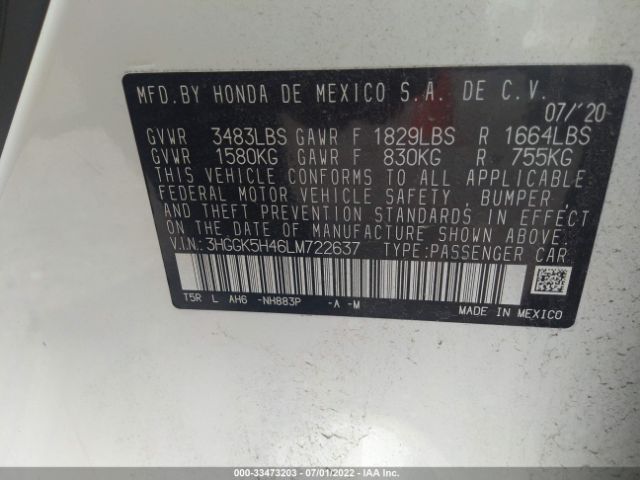 MFD.BY HONDA DE MEXICO S.A. DE C.V.
07/'20
GVWR 3483LBS GAWR F 1829LBS R 1664LBS
GVWR 1580KG GAWR F 830KG R 755KG
THIS VEHICLE CONFORMS TO ALL APPLICABLE
FEDERAL MOTOR VEHICLE SAFETY, BUMPER,
AND THEFT PREVENTION STANDARDS IN EFFECT
ON THE DATE OF MANUFACTURE SHOWN ABOVE
V.I.N.:3HGGK5H46LM722637 TYPE:PASSENGER CAR
T5R L AH6 -NH883P -A -M
MADE IN MEXICO
000-33473203 - 07/01/2022 - IAA Inc.